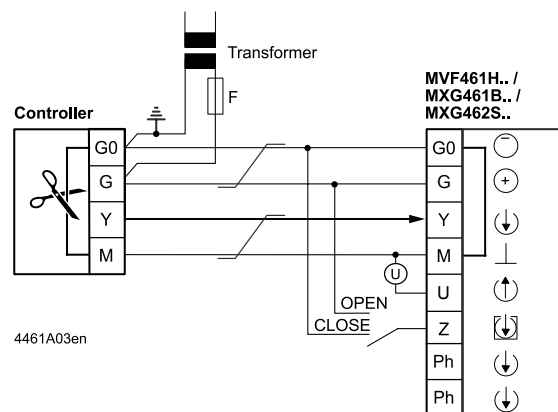 Transformer
F
MVF461H.. /
MXG461B.. /
MXG462S..
Controller
G0
G
Y
M
G0
G
Y
M
U
U
OPEN
CLOSE
Z
Ph
Ph
4461A03en